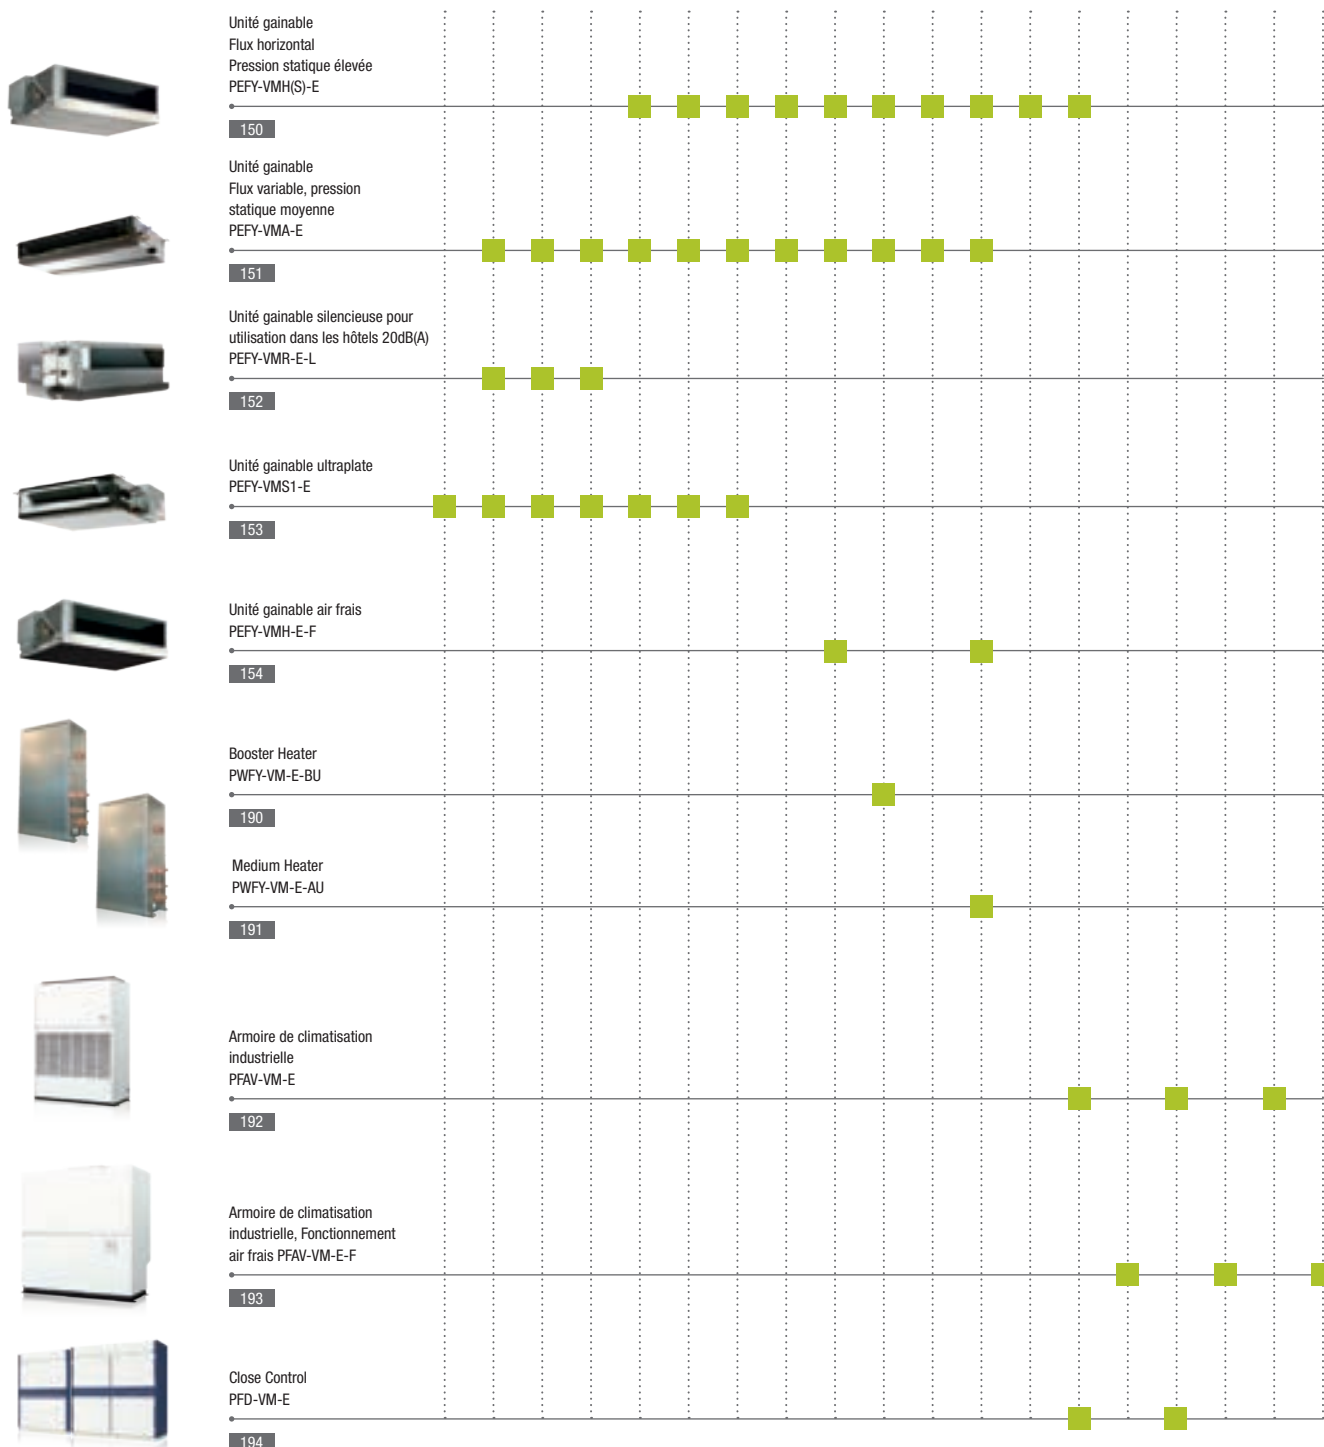 Unité gainable
Flux horizontal
Pression statique élevée
PEFY-VMH(S)-E
150
Unité gainable
Flux variable, pression
statique moyenne
PEFY-VMA-E
151
Unité gainable silencieuse pour
utilisation dans les hôtels 20dB(A)
PEFY-VMR-E-L
152
Unité gainable ultraplate
PEFY-VMS1-E
153
Unité gainable air frais
PEFY-VMH-E-F
154
Booster Heater
PWFY-VM-E-BU
190
Medium Heater
PWFY-VM-E-AU
191
Armoire de climatisation
industrielle
PFAV-VM-E
192
Armoire de climatisation
industrielle, Fonctionnement
air frais PFAV-VM-E-F
193
Close Control
PFD-VM-E
194